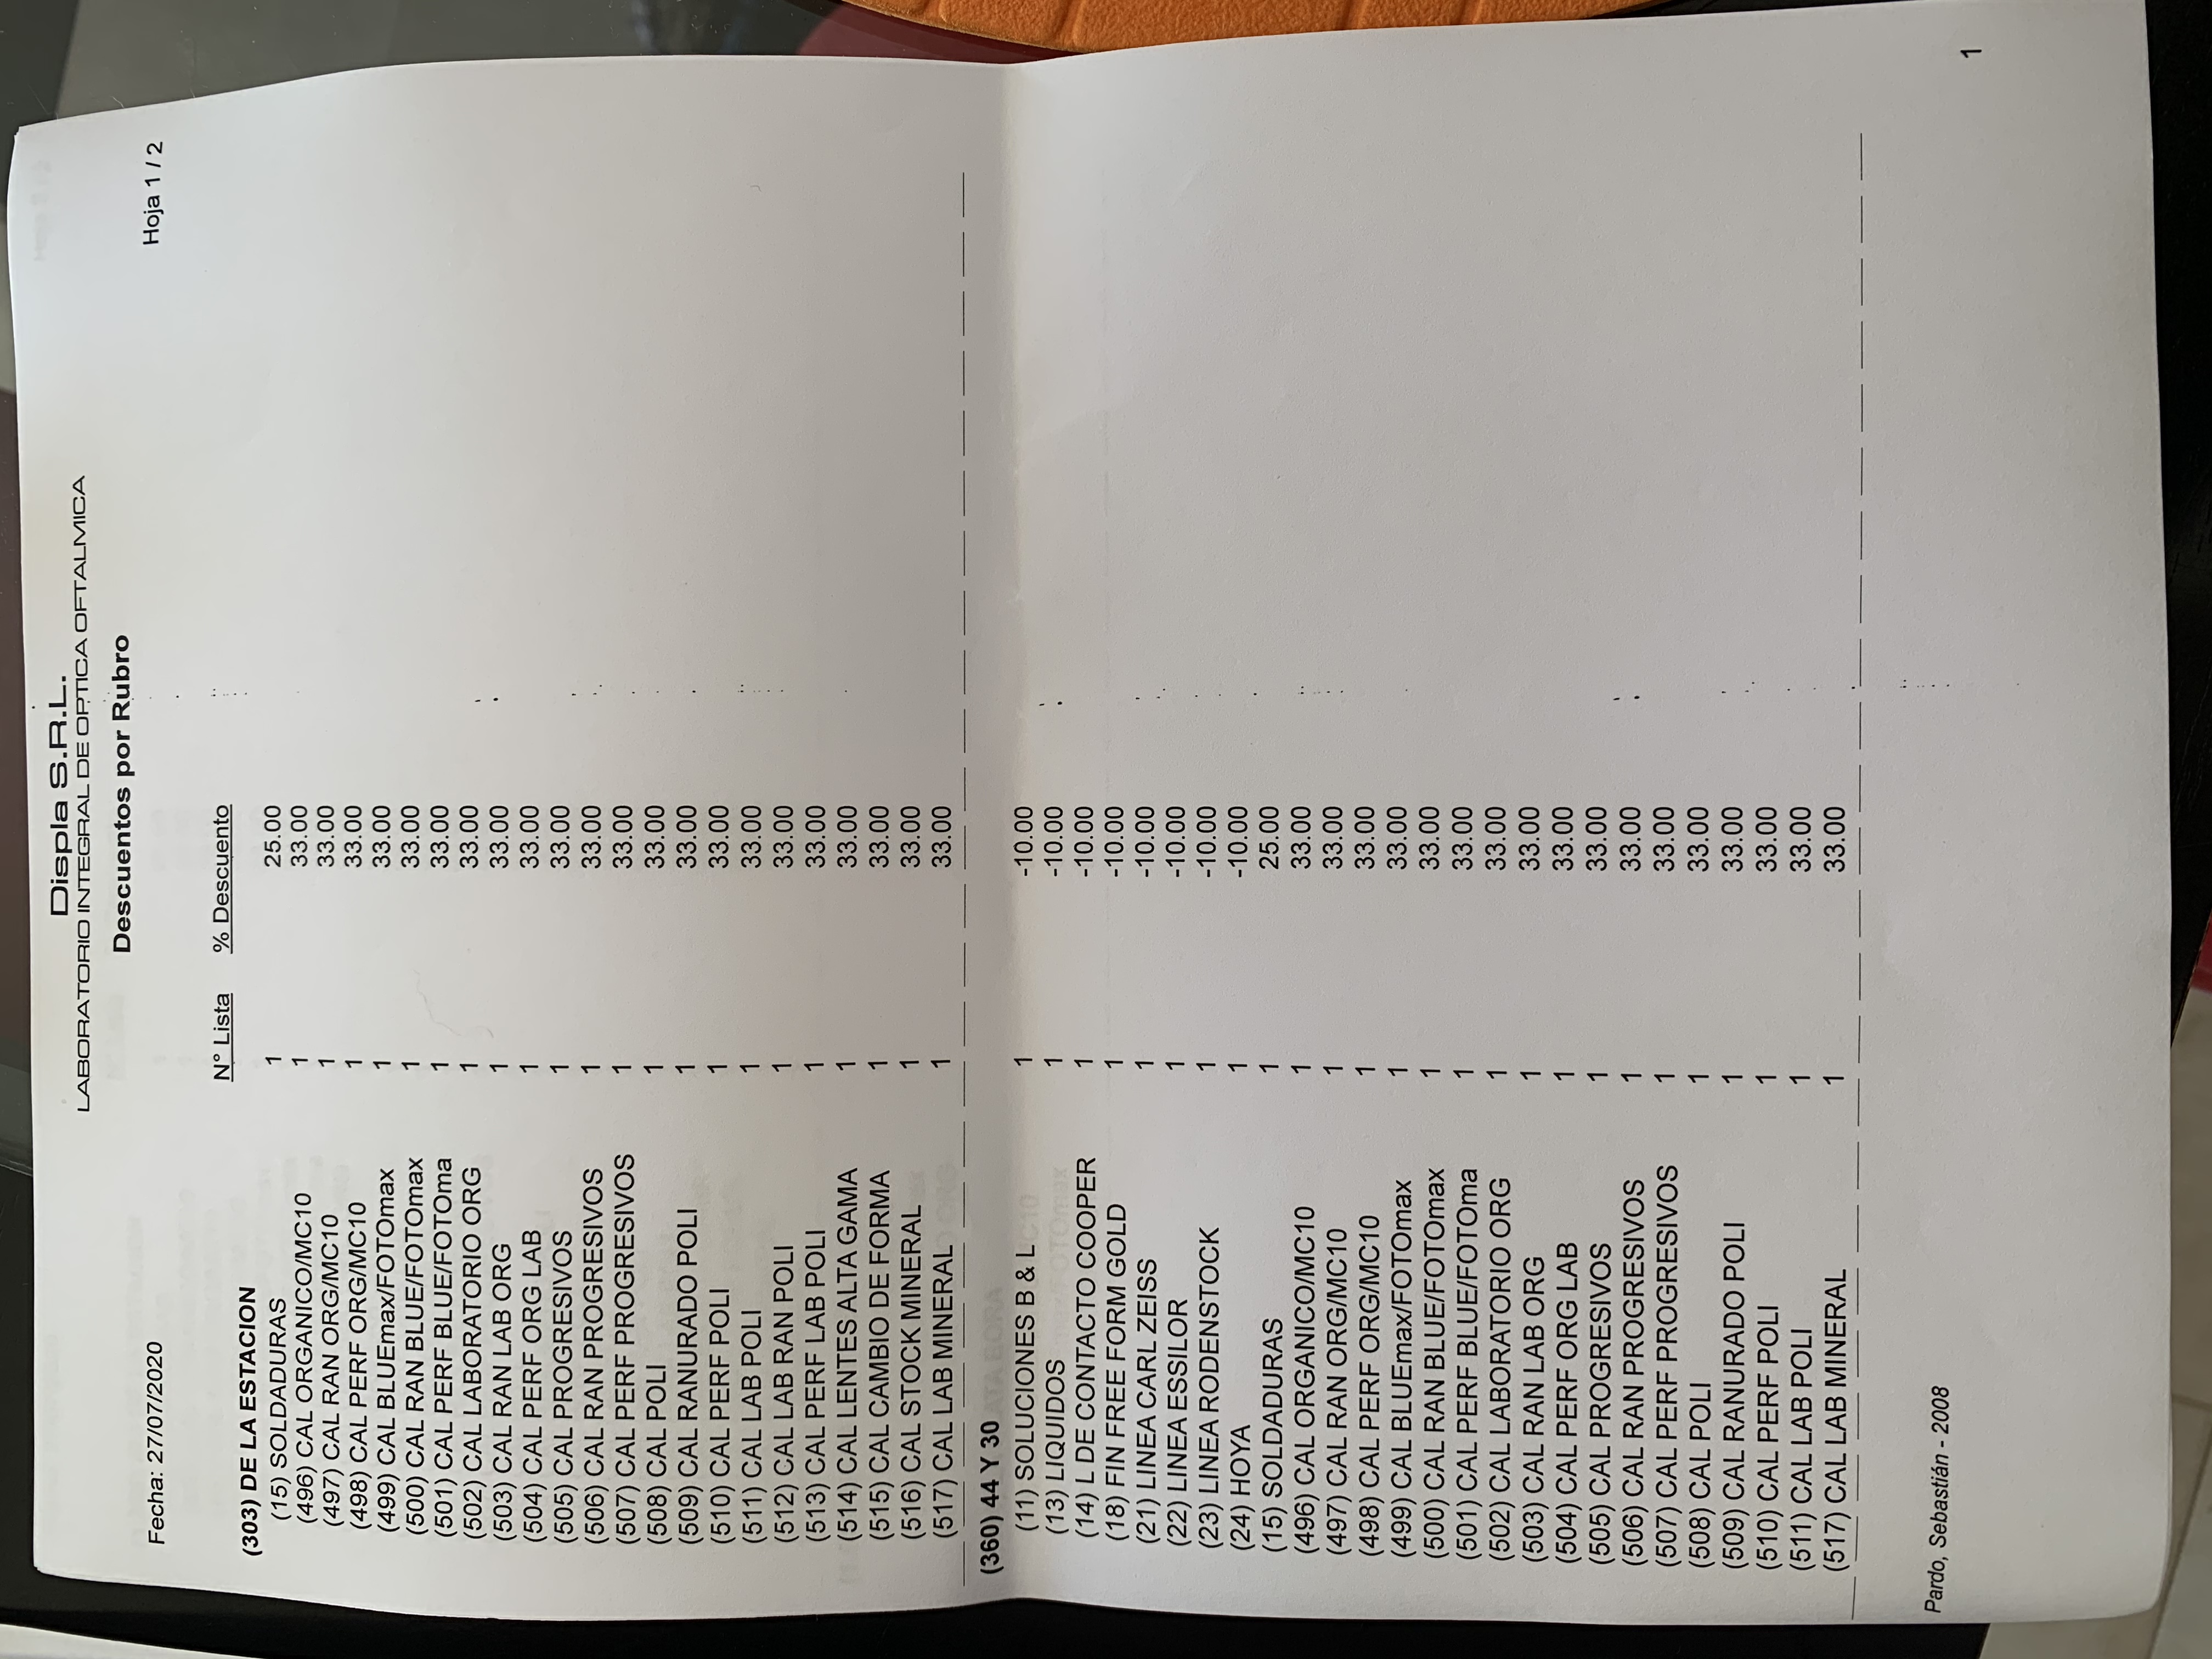 Displa S.R.L.
LABORATORIO INTEGRAL DE OPTICA OFTALMICA
Descuentos por Rubro
Fecha: 27/07/2020 Hoja 1 / 2
N° Lista % Descuento
(303) DE LA ESTACION
(15) SOLDADURAS 1 25.00
(496) CAL ORGANICO/MC10 1 33.00
(497) CAL RAN ORG/MC10 1 33.00
(498) CAL PERF ORG/MC10 1 33.00
(499) CAL BLUEmax/FOTOmax 1 33.00
(500) CAL RAN BLUE/FOTOmax 1 33.00
(501) CAL PERF BLUE/FOTOma 1 33.00
(502) CAL LABORATORIO ORG 1 33.00
(503) CAL RAN LAB ORG 1 33.00
(504) CAL PERF ORG LAB 1 33.00
(505) CAL PROGRESIVOS 1 33.00
(506) CAL RAN PROGRESIVOS 1 33.00
(507) CAL PERF PROGRESIVOS 1 33.00
(508) CAL POLI 1 33.00
(509) CAL RANURADO POLI 1 33.00
(510) CAL PERF POLI 1 33.00
(511) CAL LAB POLI 1 33.00
(512) CAL LAB RAN POLI 1 33.00
(513) CAL PERF LAB POLI 1 33.00
(514) CAL LENTES ALTA GAMA 1 33.00
(515) CAL CAMBIO DE FORMA 1 33.00
(516) CAL STOCK MINERAL 1 33.00
(517) CAL LAB MINERAL 1 33.00
(360) 44 Y 30
(11) SOLUCIONES B & L 1 -10.00
(13) LIQUIDOS 1 -10.00
(14) L DE CONTACTO COOPER 1 -10.00
(18) FIN FREE FORM GOLD 1 -10.00
(21) LINEA CARL ZEISS 1 -10.00
(22) LINEA ESSILOR 1 -10.00
(23) LINEA RODENSTOCK 1 -10.00
(24) HOYA 1 -10.00
(15) SOLDADURAS 1 25.00
(496) CAL ORGANICO/MC10 1 33.00
(497) CAL RAN ORG/MC10 1 33.00
(498) CAL PERF ORG/MC10 1 33.00
(499) CAL BLUEmax/FOTOmax 1 33.00
(500) CAL RAN BLUE/FOTOmax 1 33.00
(501) CAL PERF BLUE/FOTOma 1 33.00
(502) CAL LABORATORIO ORG 1 33.00
(503) CAL RAN LAB ORG 1 33.00
(504) CAL PERF ORG LAB 1 33.00
(505) CAL PROGRESIVOS 1 33.00
(506) CAL RAN PROGRESIVOS 1 33.00
(507) CAL PERF PROGRESIVOS 1 33.00
(508) CAL POLI 1 33.00
(509) CAL RANURADO POLI 1 33.00
(510) CAL PERF POLI 1 33.00
(511) CAL LAB POLI 1 33.00
(517) CAL LAB MINERAL 1 33.00
Pardo, Sebastián - 2008
1